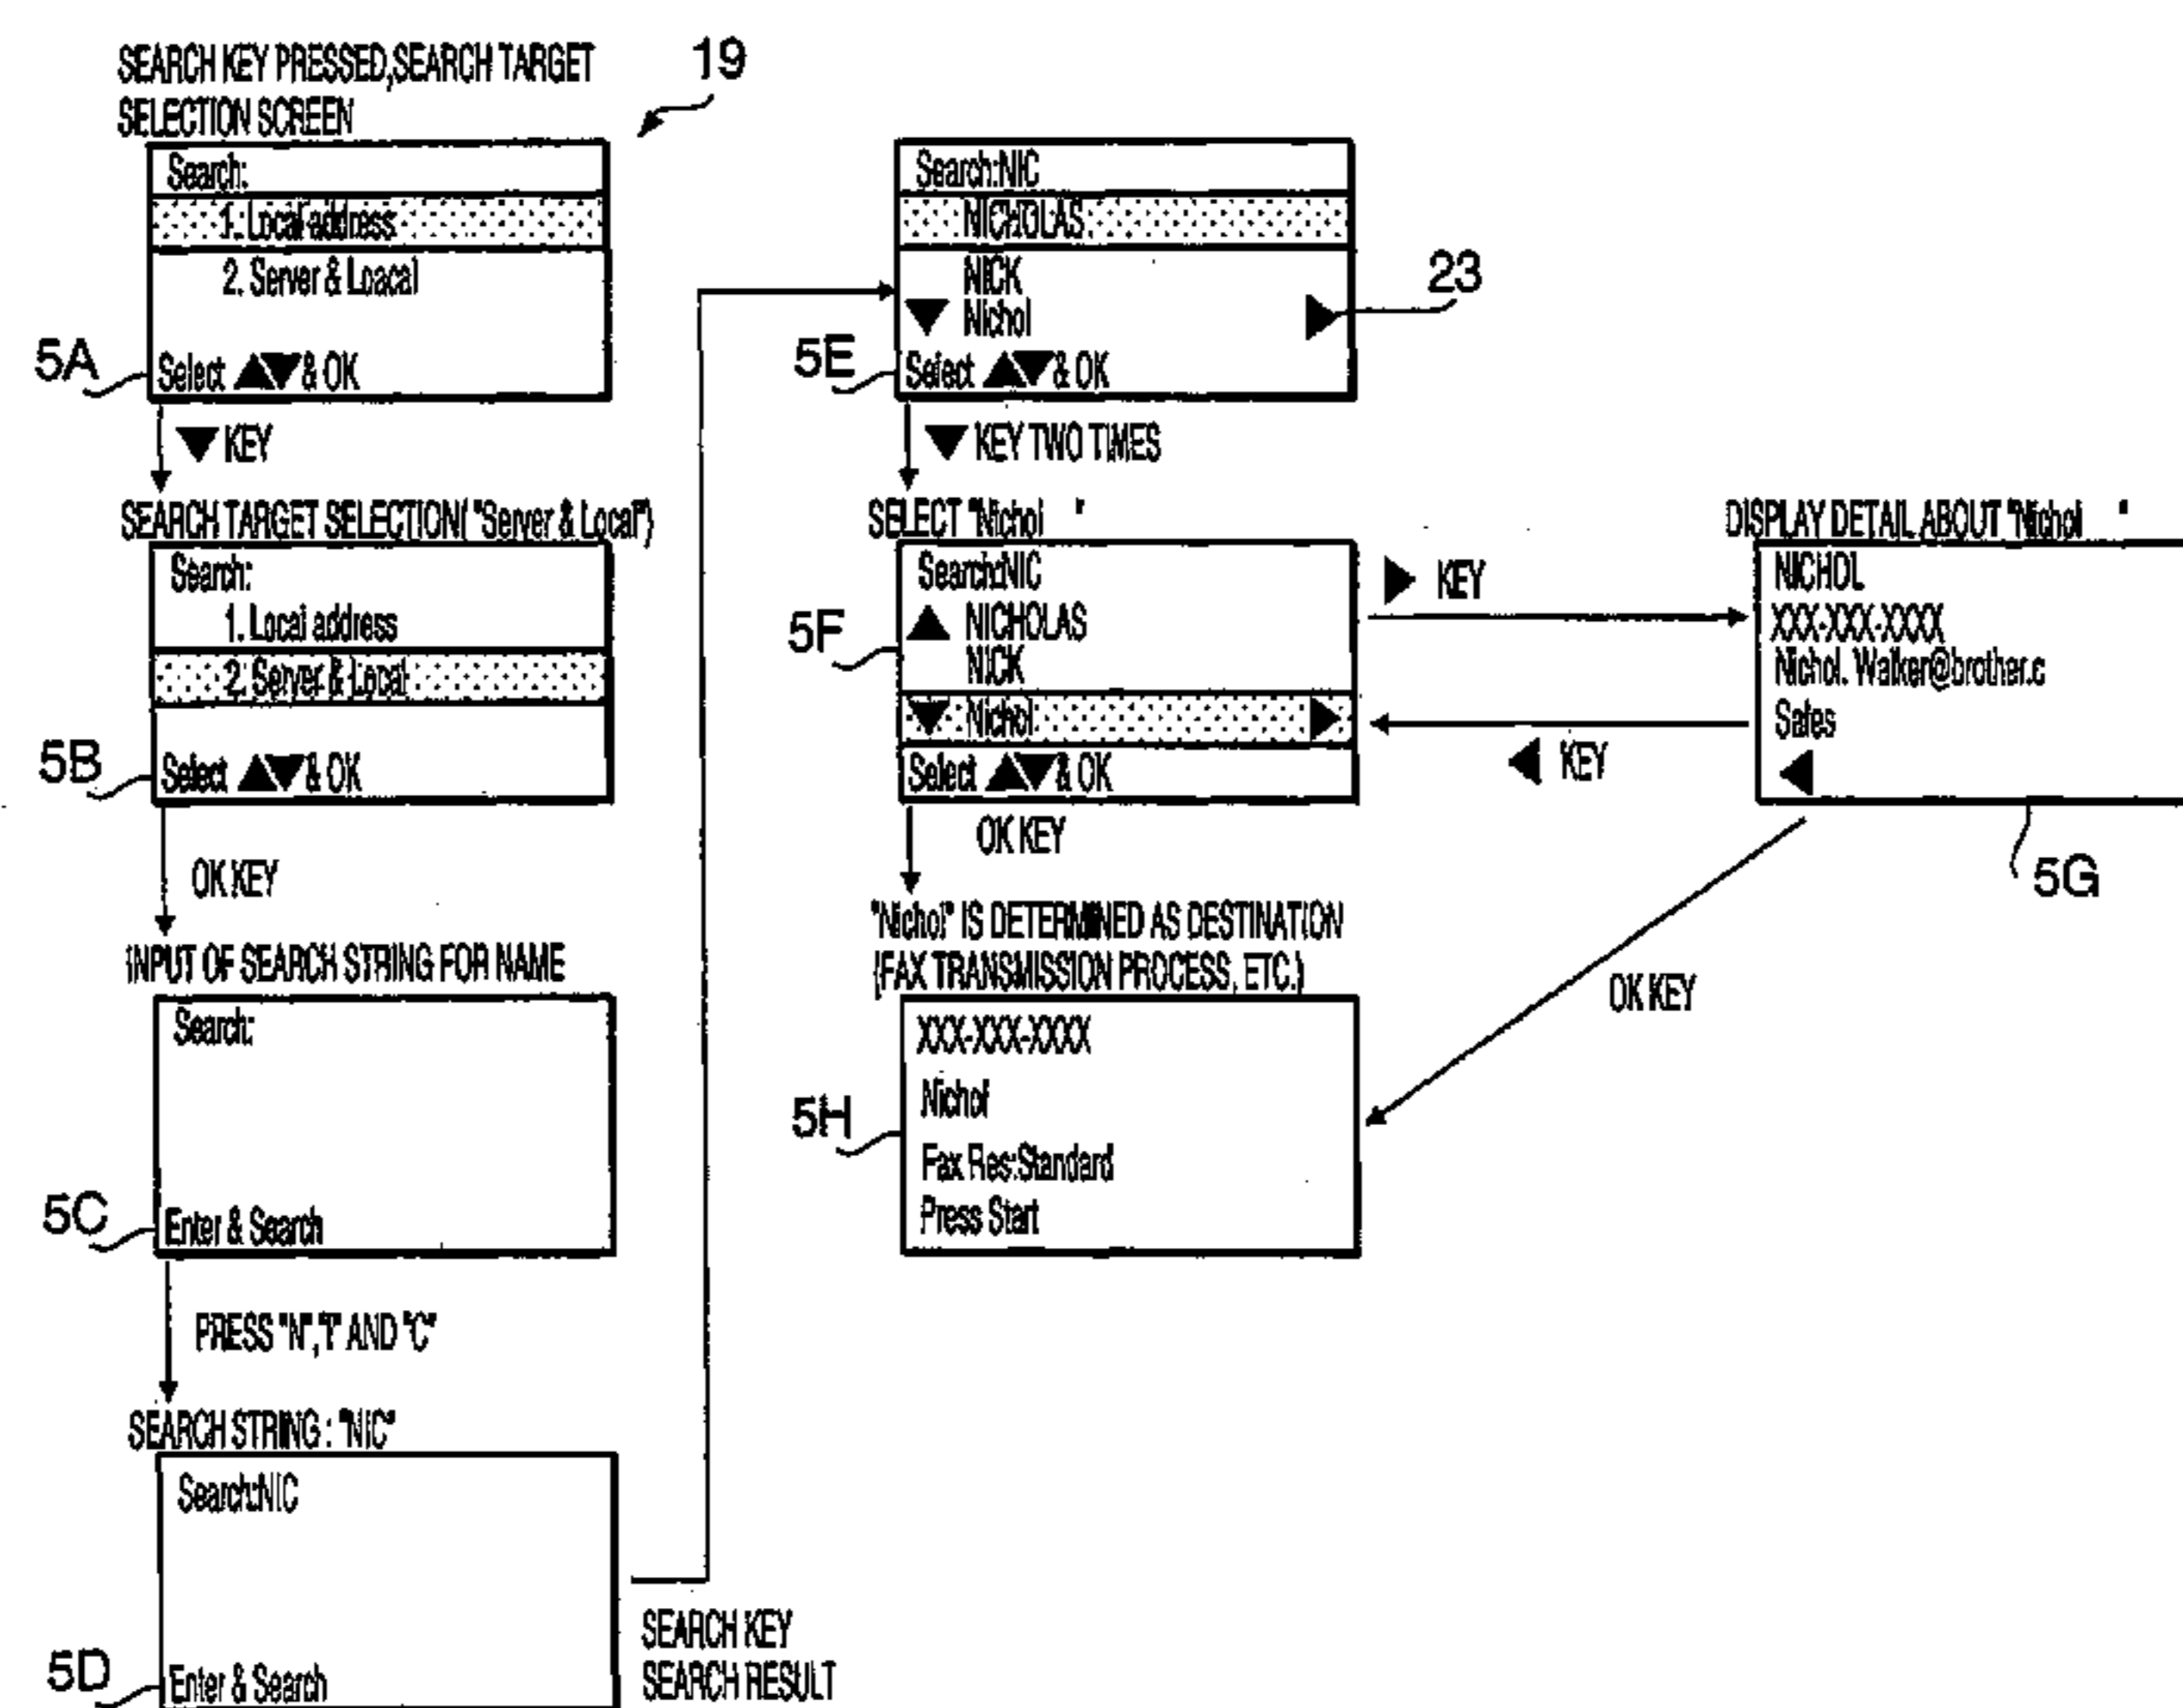 SEARCH KEY PRESSED,SEARCH TARGET
SELECTION SCREEN
19
Search:
1. Local address
2. Server & Loacal
Select ▲▼ & OK
5A
▼ KEY
SEARCH TARGET SELECTION( "Server & Local")
Search:
1. Local address
2. Server & Local
Select ▲▼ & OK
5B
OK KEY
INPUT OF SEARCH STRING FOR NAME
Search:
Enter & Search
5C
PRESS "N","I" AND "C"
SEARCH STRING : "NIC"
Search:NIC
Enter & Search
5D
SEARCH KEY
SEARCH RESULT
Search:NIC
NICHOLAS
NICK
▼ Nichol ▶
23
Select ▲▼ & OK
5E
▼ KEY TWO TIMES
SELECT "Nichol "
Search:NIC
▲ NICHOLAS
NICK
▼ Nichol ▶
Select ▲▼ & OK
5F
▶ KEY
◀ KEY
DISPLAY DETAIL ABOUT "Nichol "
NICHOL
XXX-XXX-XXXX
Nichol. Walker@brother.c
Sales
◀
5G
OK KEY
OK KEY
"Nichol" IS DETERMINED AS DESTINATION
(FAX TRANSMISSION PROCESS, ETC.)
XXX-XXX-XXXX
Nichol
Fax Res:Standard
Press Start
5H